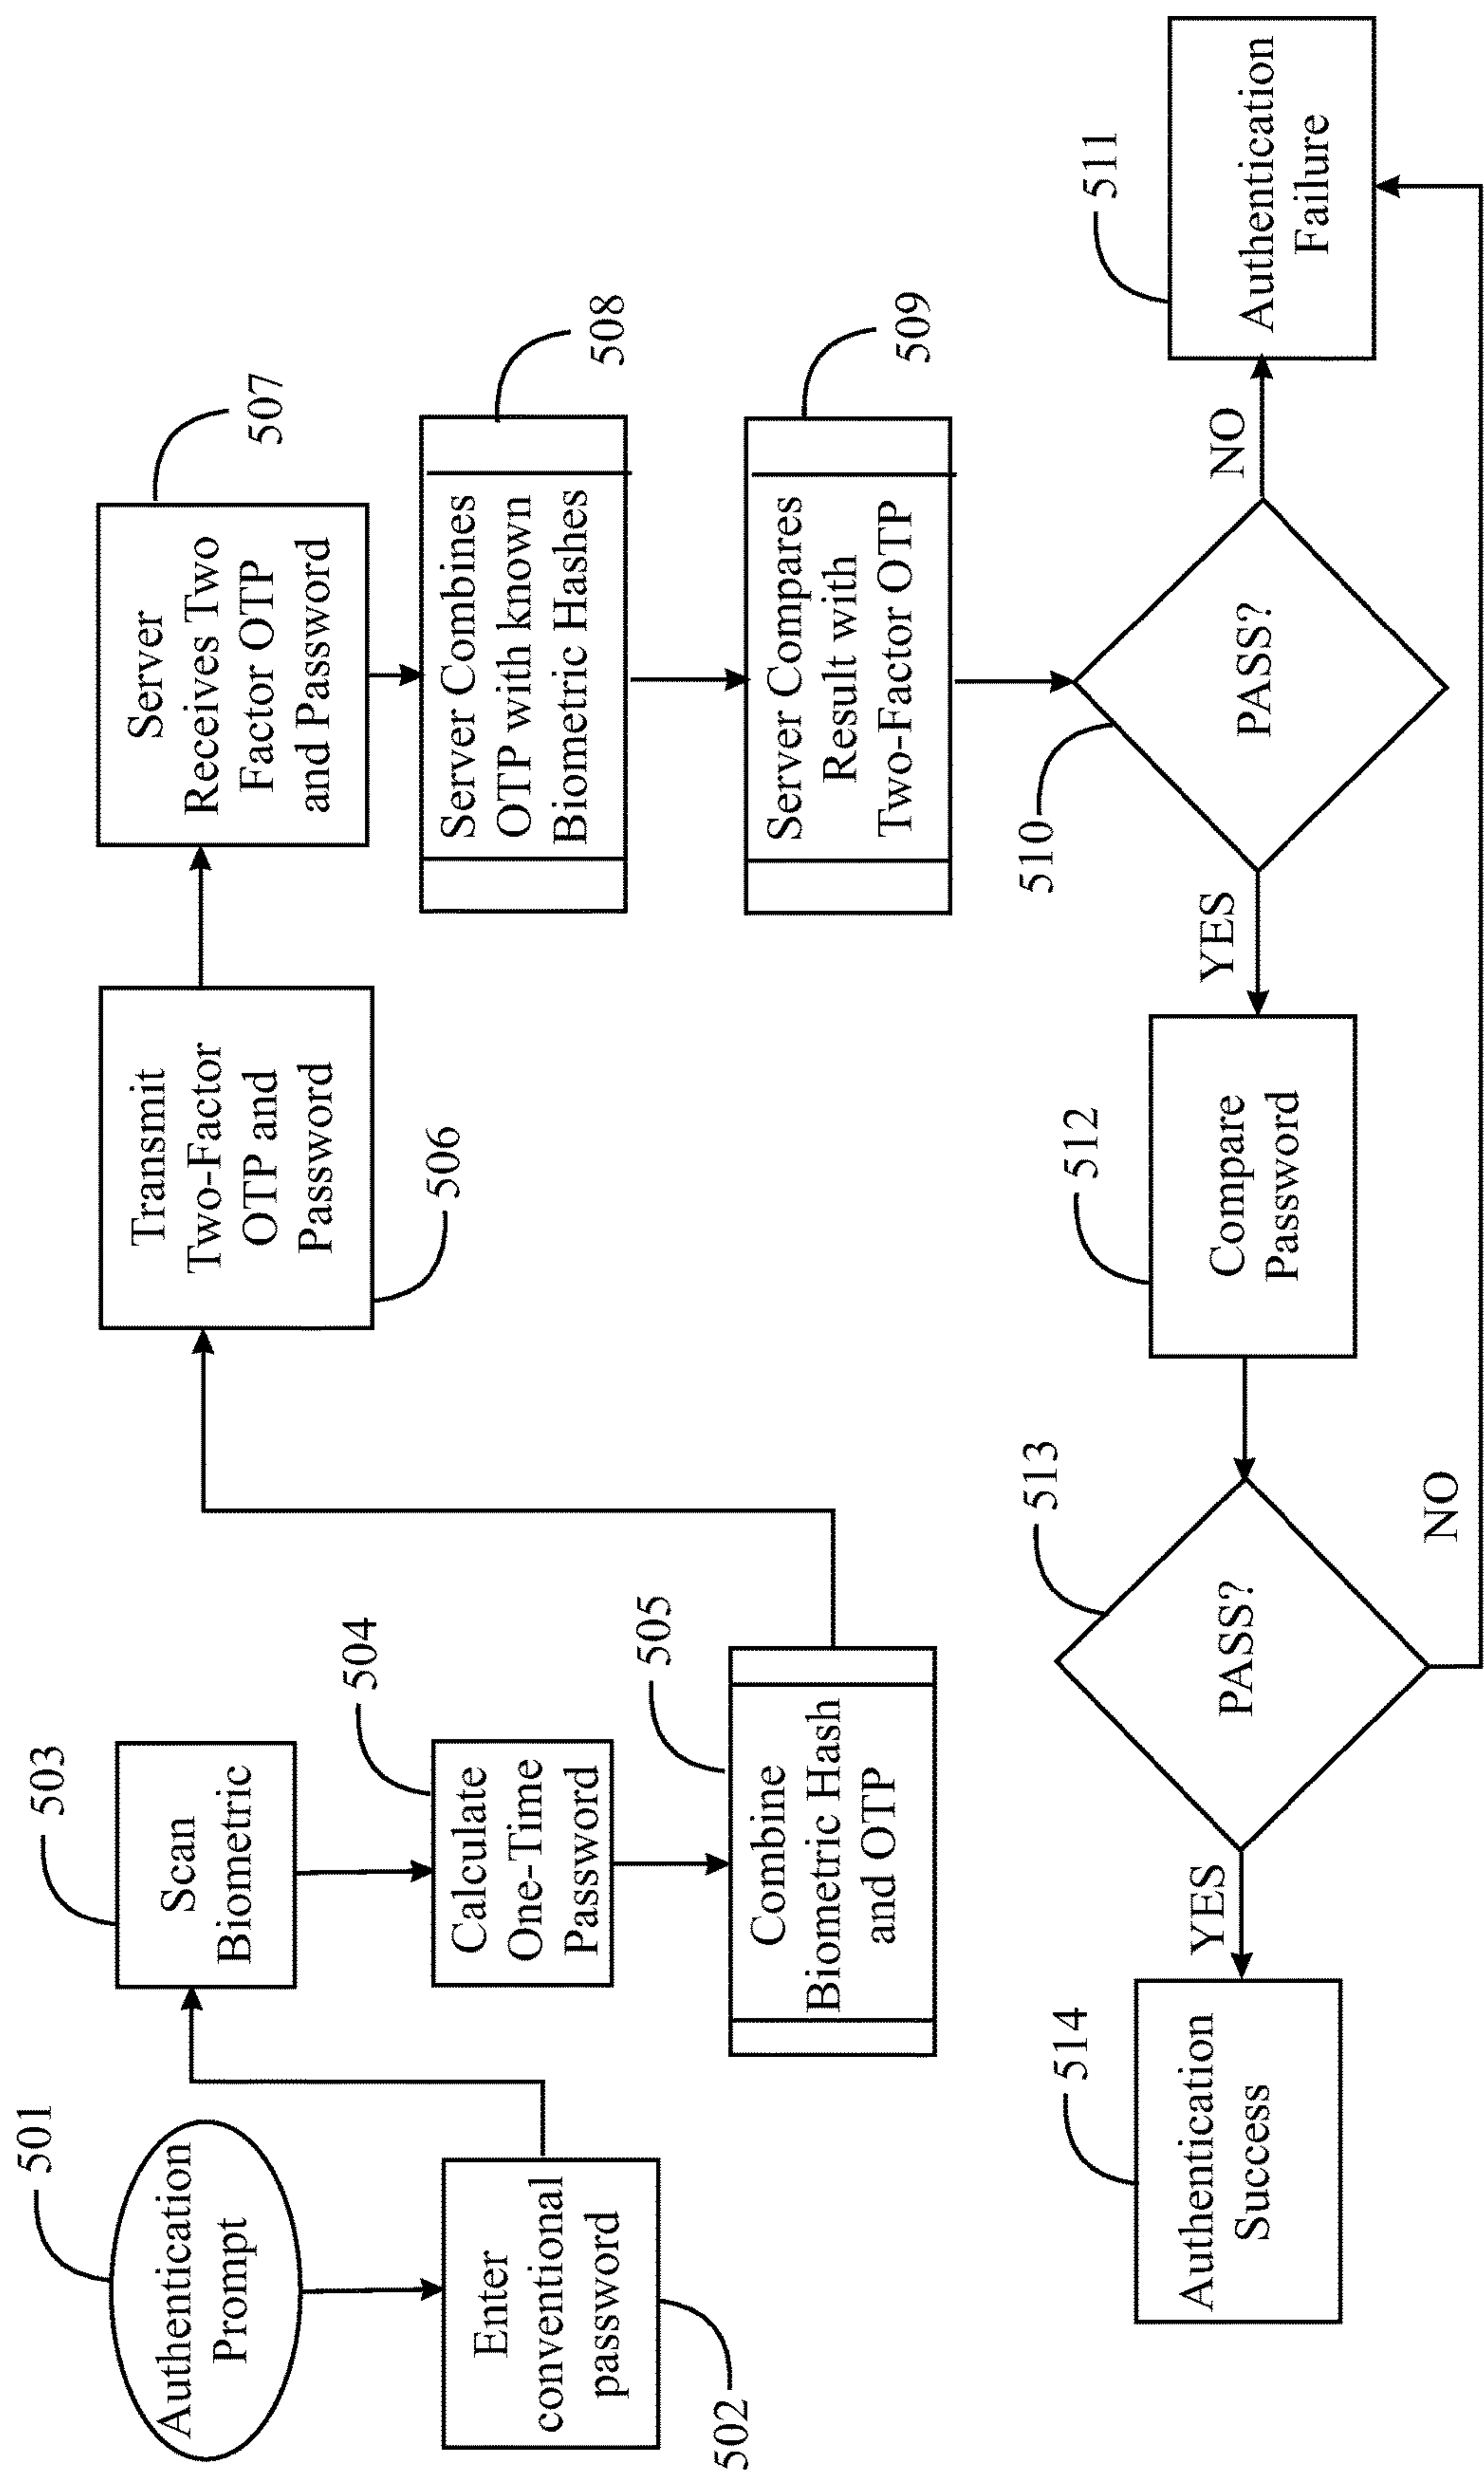 501
Authentication
Prompt
Enter
conventional
password
502
503
Scan
Biometric
504
Calculate
One-Time
Password
505
Combine
Biometric Hash
and OTP
Transmit
Two-Factor
OTP and
Password
506
507
Server
Receives Two
Factor OTP
and Password
508
Server Combines
OTP with known
Biometric Hashes
509
Server Compares
Result with
Two-Factor OTP
510
PASS?
NO
511
Authentication
Failure
YES
512
Compare
Password
513
PASS?
NO
YES
514
Authentication
Success